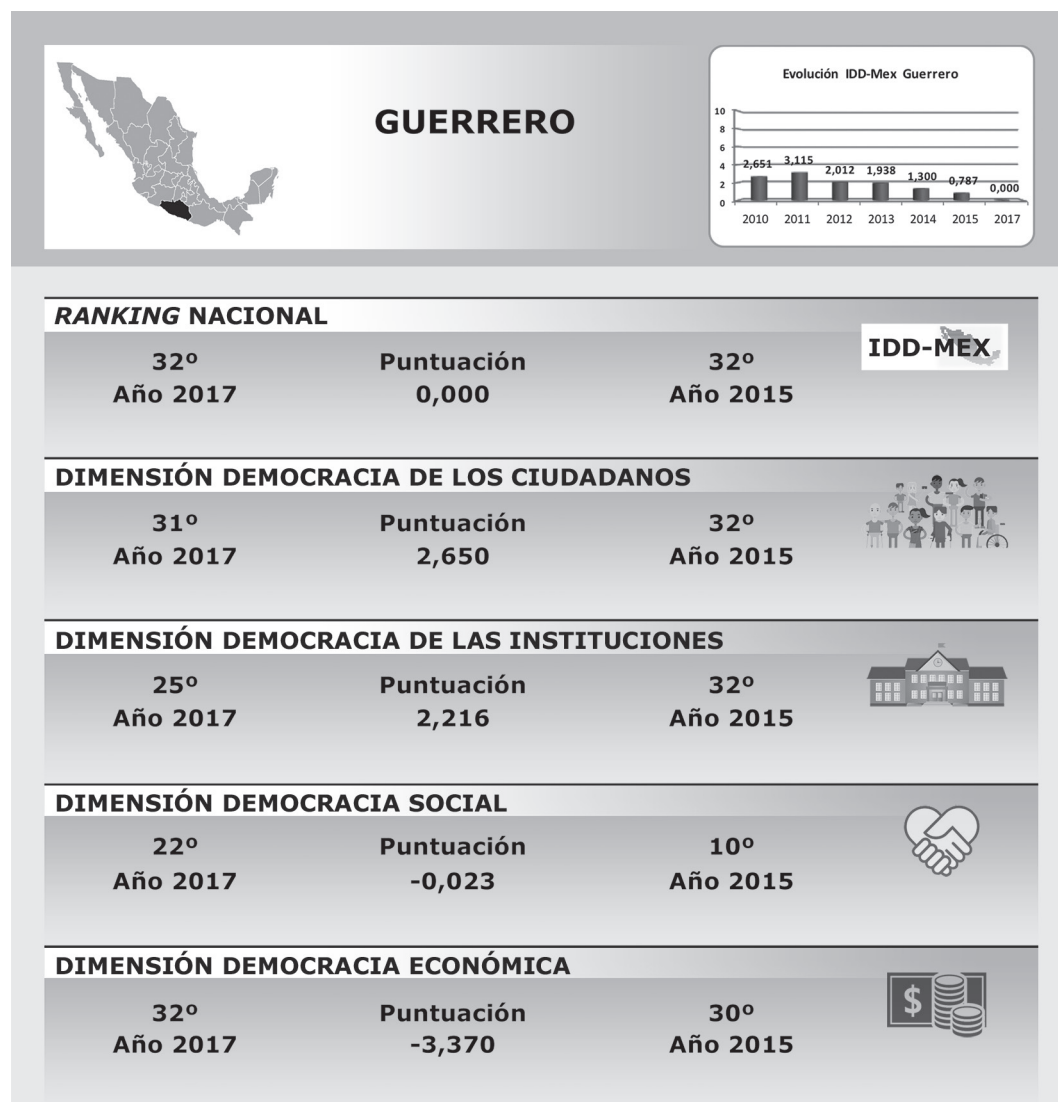 GUERRERO
Evolución IDD-Mex Guerrero
10
8
6
4
2
0
2,651
3,115
2,012
1,938
1,300
0,787
0,000
2010 2011 2012 2013 2014 2015 2017
RANKING NACIONAL
IDD-MEX
32º Puntuación 32º
Año 2017 0,000 Año 2015
DIMENSIÓN DEMOCRACIA DE LOS CIUDADANOS
31º Puntuación 32º
Año 2017 2,650 Año 2015
DIMENSIÓN DEMOCRACIA DE LAS INSTITUCIONES
25º Puntuación 32º
Año 2017 2,216 Año 2015
DIMENSIÓN DEMOCRACIA SOCIAL
22º Puntuación 10º
Año 2017 -0,023 Año 2015
DIMENSIÓN DEMOCRACIA ECONÓMICA
$
32º Puntuación 30º
Año 2017 -3,370 Año 2015